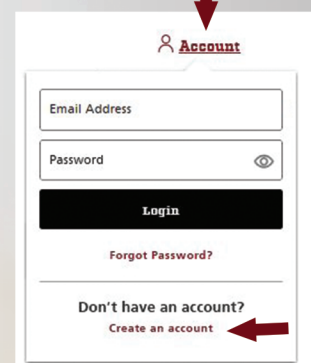 Account
Email Address
Password
Login
Forgot Password?
Don't have an account?
Create an account